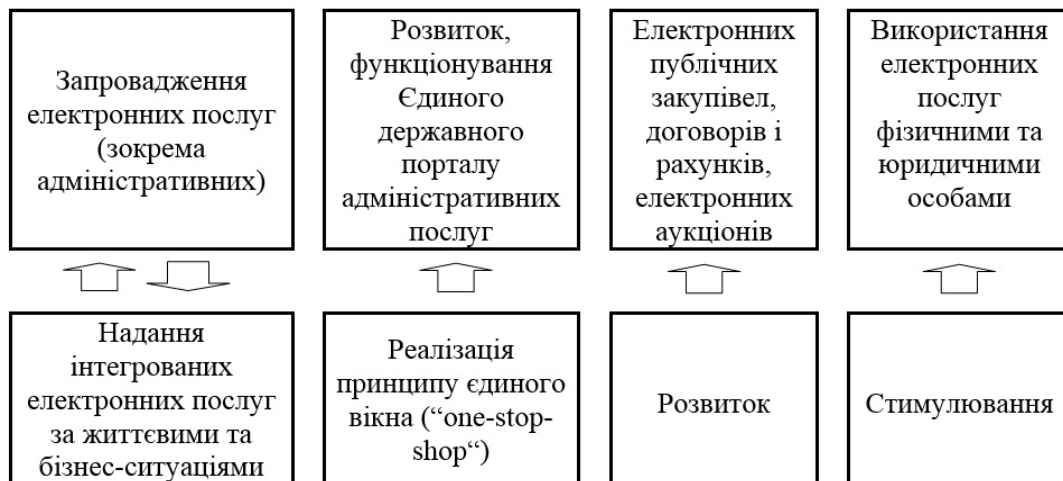 Запровадження
електронних послуг
(зокрема
адміністративних)
Розвиток,
функціонування
Єдиного
державного
порталу
адміністративних
послуг
Електронних
публічних
закупівел,
договорів і
рахунків,
електронних
аукціонів
Використання
електронних
послуг
фізичними та
юридичними
особами
Надання
інтегрованих
електронних послуг
за життєвими та
бізнес-ситуаціями
Реалізація
принципу єдиного
вікна (“one-stop-
shop“)
Розвиток
Стимулювання